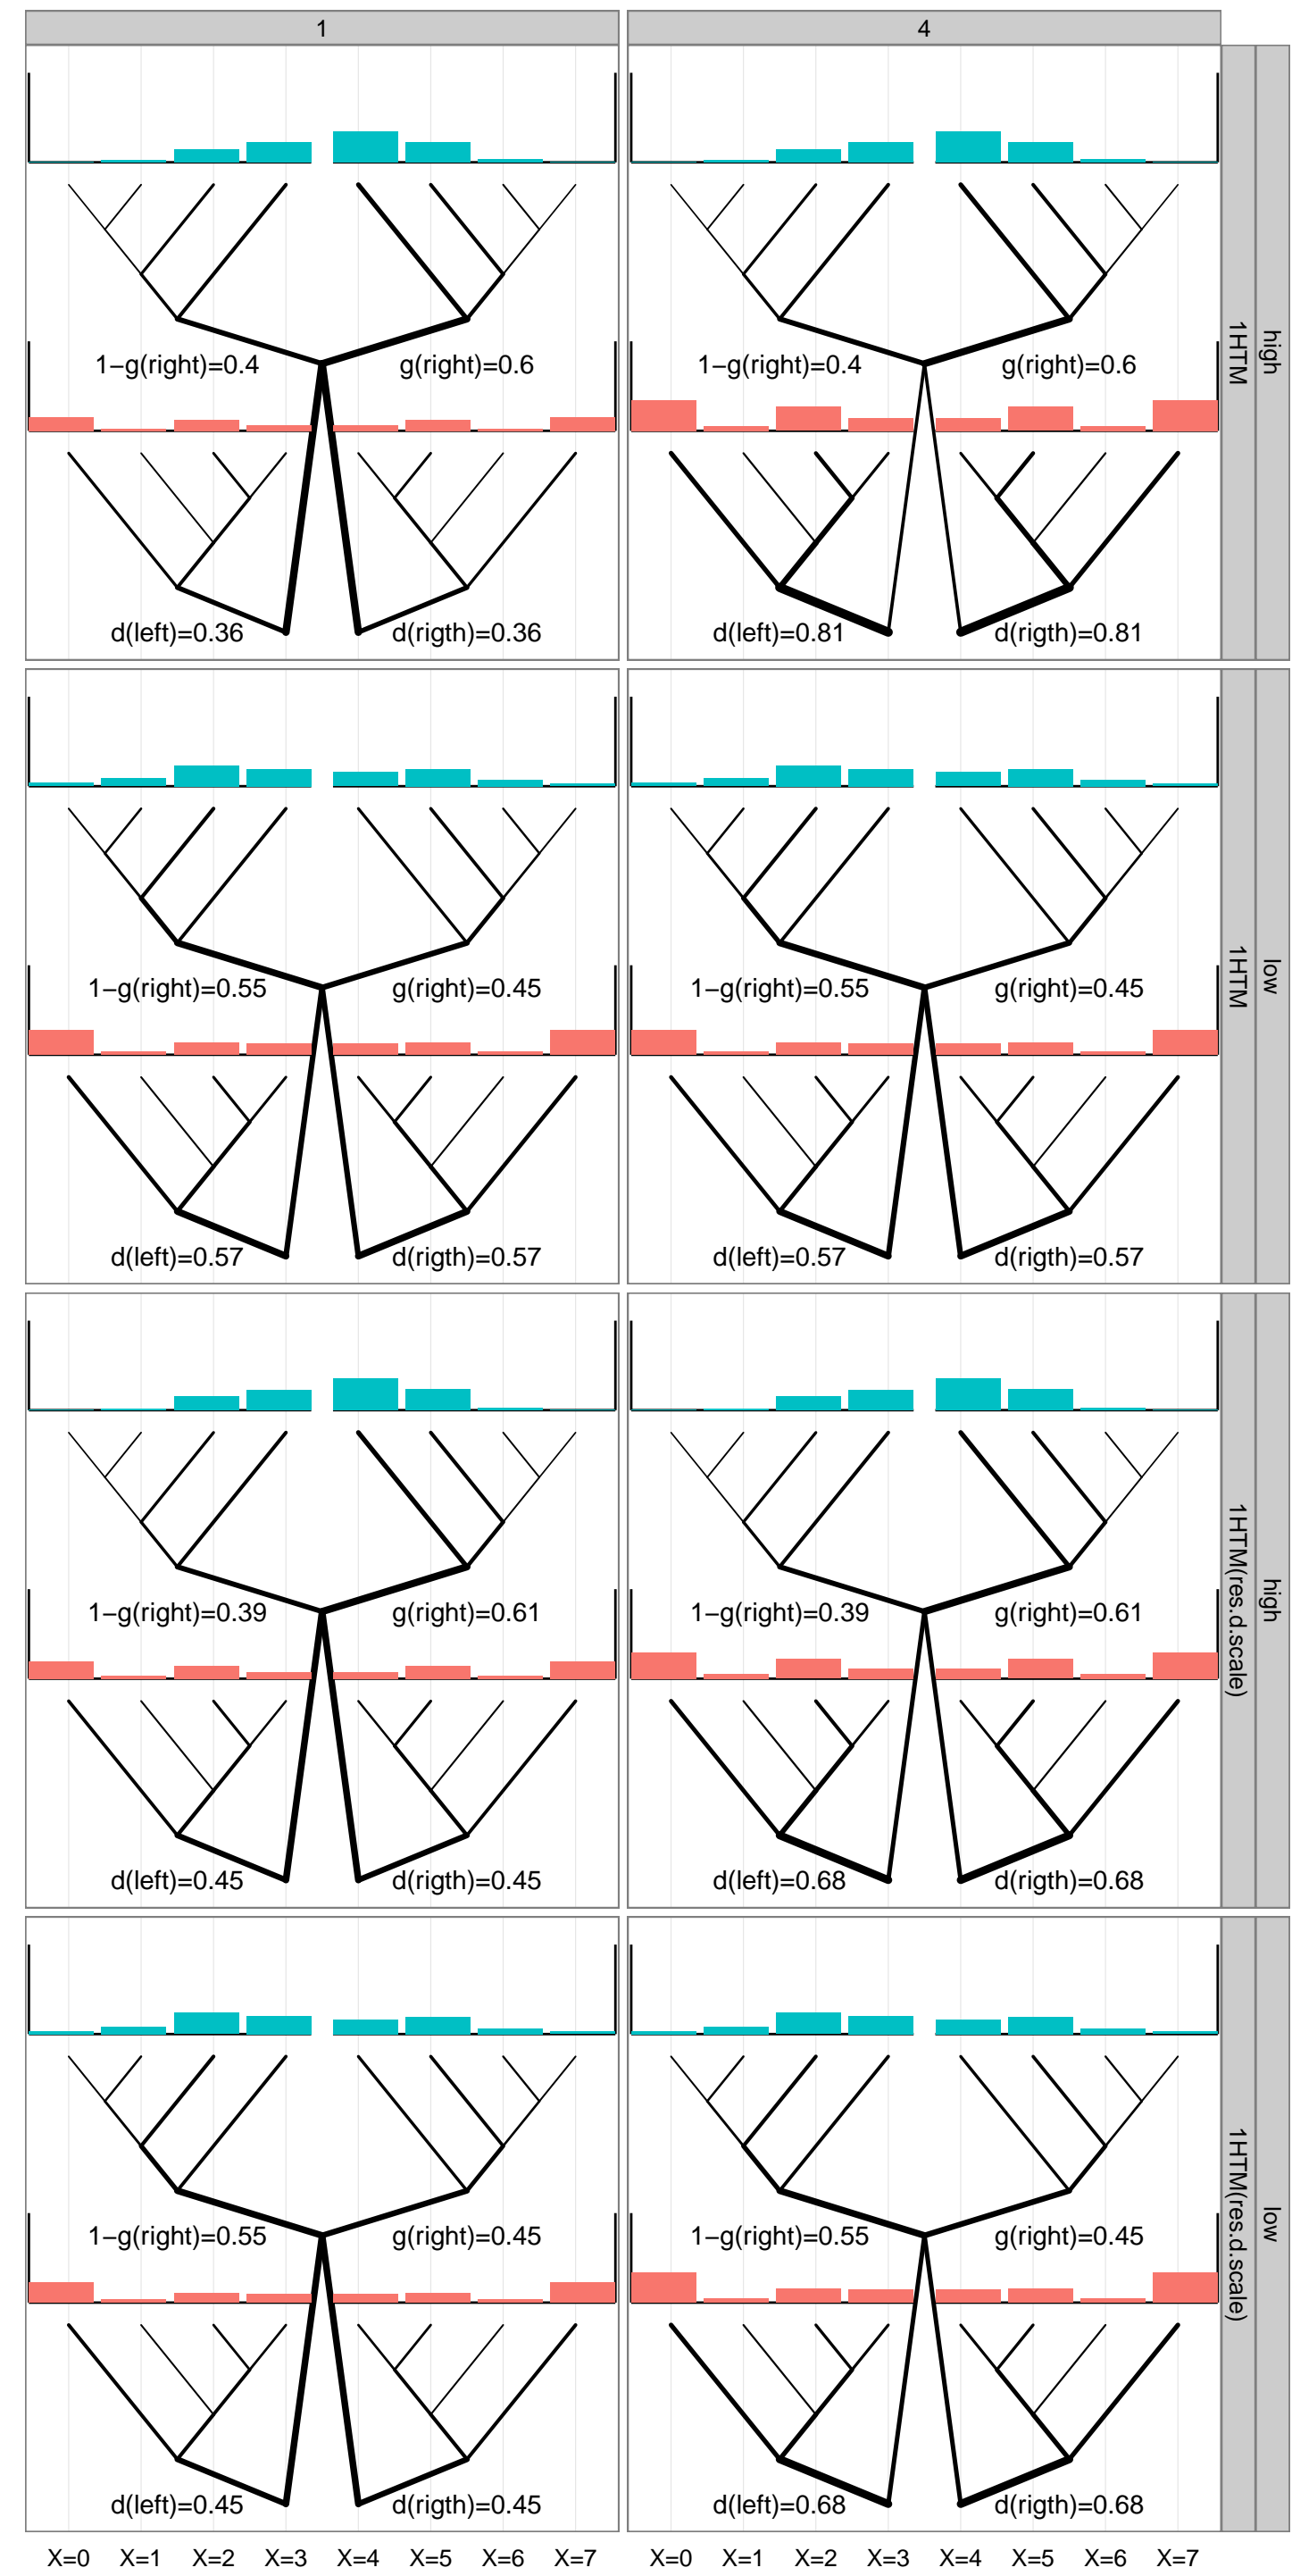 1 4
1−g(right)=0.4 g(right)=0.6 1−g(right)=0.4 g(right)=0.6
d(left)=0.36 d(rigth)=0.36 d(left)=0.81 d(rigth)=0.81
1HTM
high
1−g(right)=0.55 g(right)=0.45 1−g(right)=0.55 g(right)=0.45
d(left)=0.57 d(rigth)=0.57 d(left)=0.57 d(rigth)=0.57
1HTM
low
1−g(right)=0.39 g(right)=0.61 1−g(right)=0.39 g(right)=0.61
d(left)=0.45 d(rigth)=0.45 d(left)=0.68 d(rigth)=0.68
1HTM(res.d.scale)
high
1−g(right)=0.55 g(right)=0.45 1−g(right)=0.55 g(right)=0.45
d(left)=0.45 d(rigth)=0.45 d(left)=0.68 d(rigth)=0.68
1HTM(res.d.scale)
low
X=0 X=1 X=2 X=3 X=4 X=5 X=6 X=7 X=0 X=1 X=2 X=3 X=4 X=5 X=6 X=7